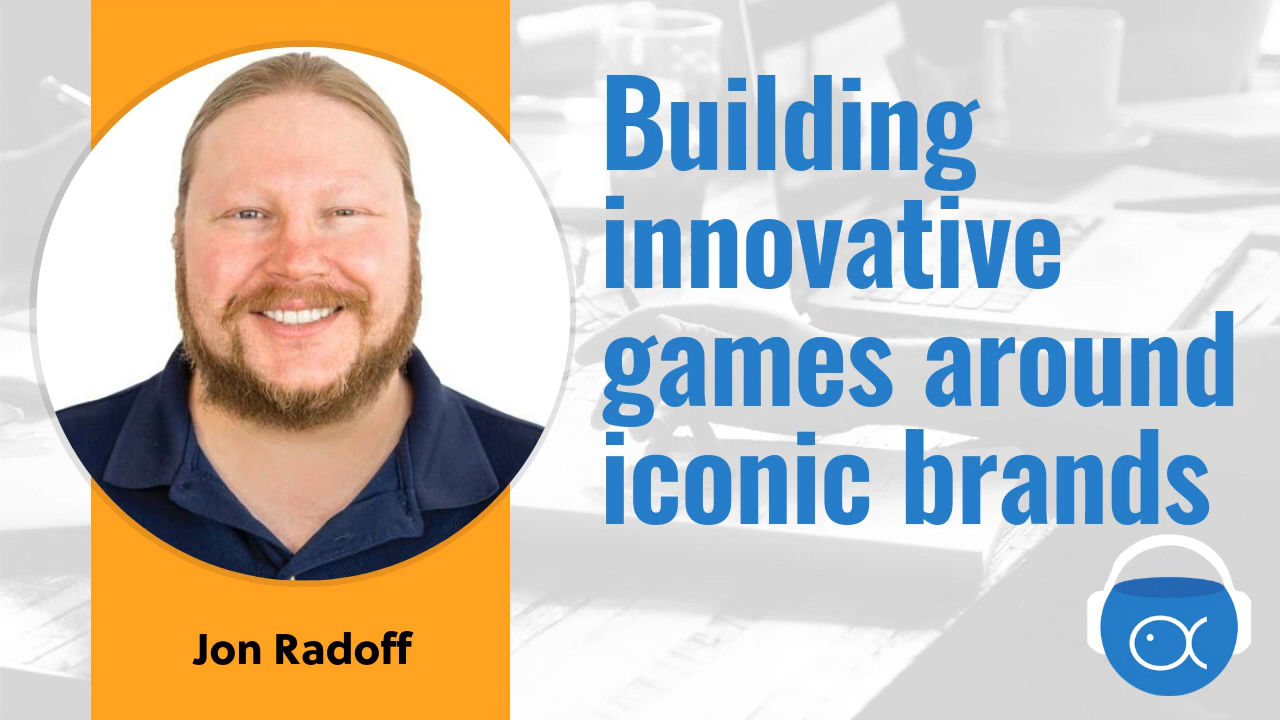 Building
innovative
games around
iconic brands
Jon Radoff